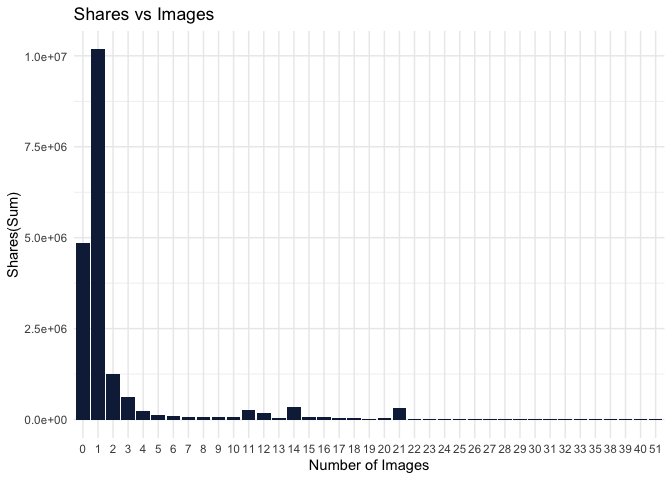 Shares vs Images
1.0e+07
7.5e+06
5.0e+06
2.5e+06
0.0e+00
Shares(Sum)
0 1 2 3 4 5 6 7 8 9 10 11 12 13 14 15 16 17 18 19 20 21 22 23 24 25 26 27 28 29 30 31 32 33 35 38 39 40 51
Number of Images